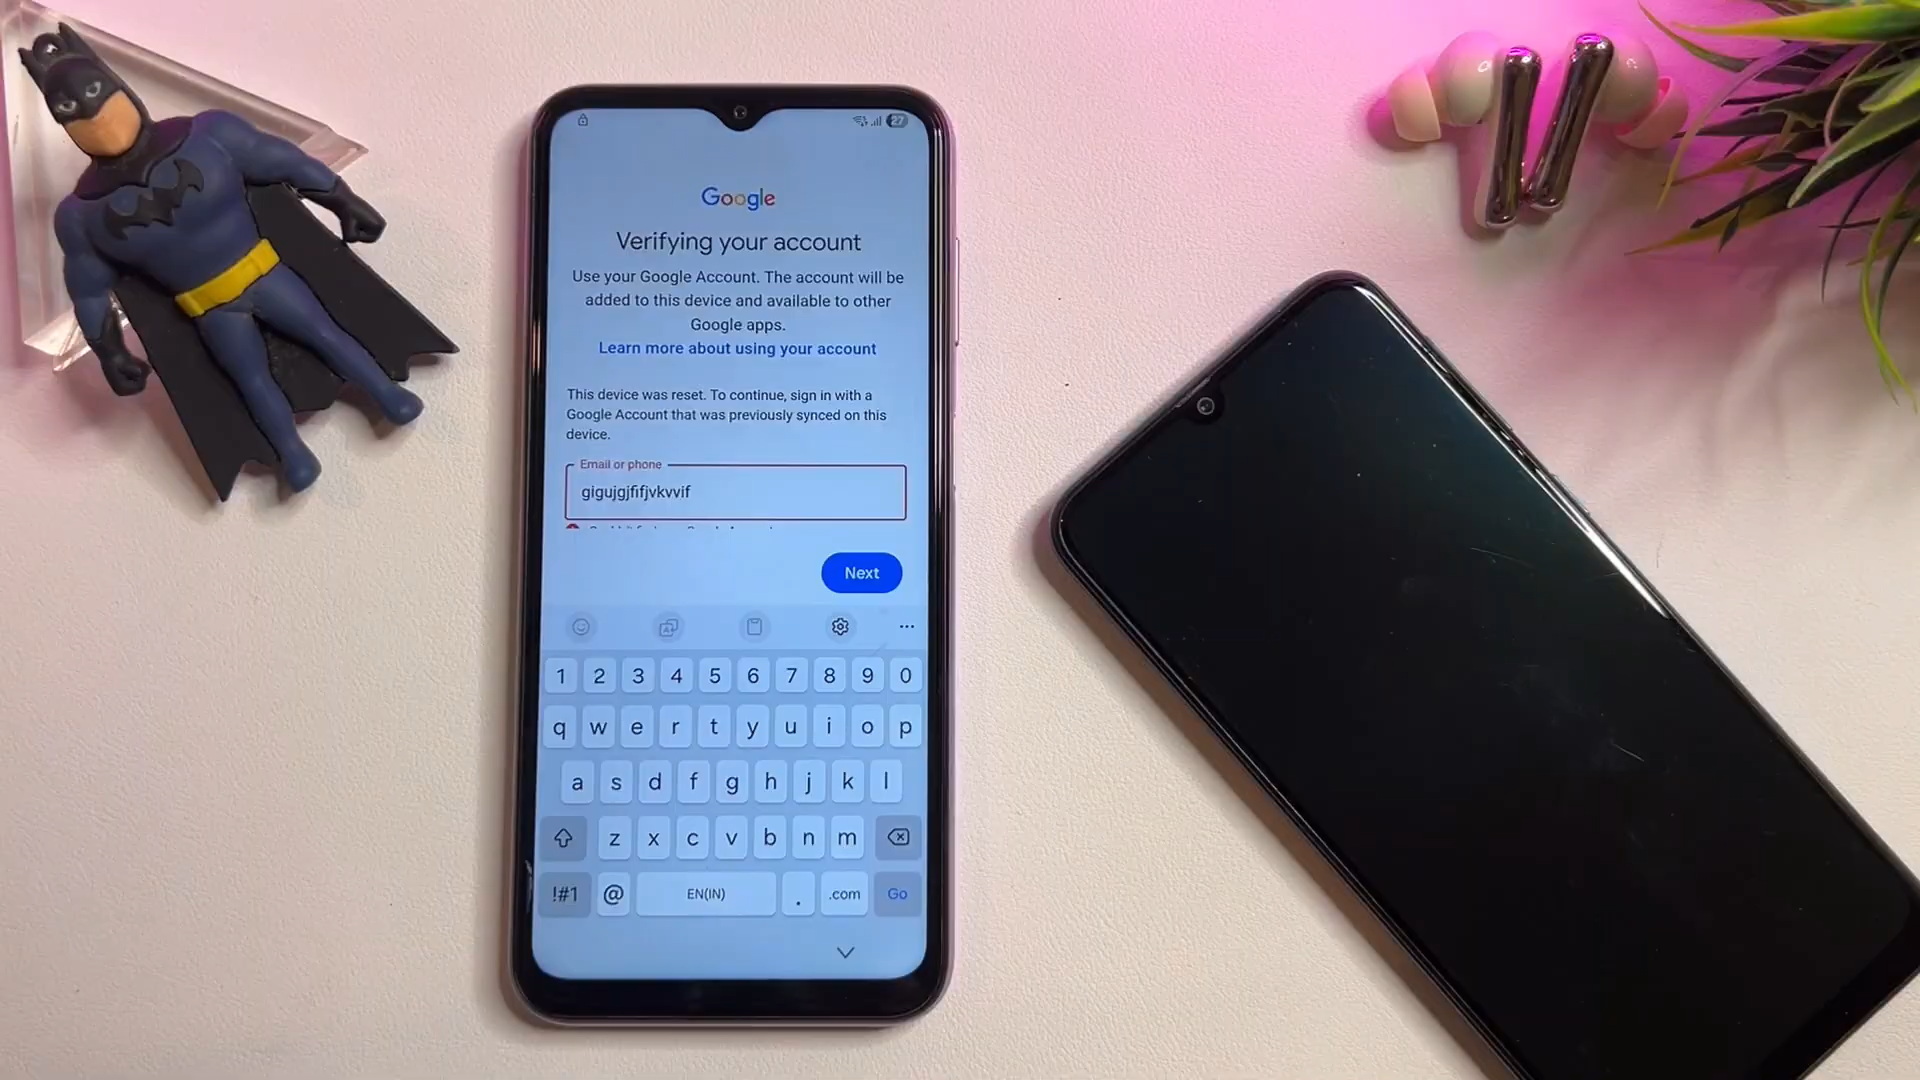 27
Google
Verifying your account
Use your Google Account. The account will be
added to this device and available to other
Google apps.
Learn more about using your account
This device was reset. To continue, sign in with a
Google Account that was previously synced on this
device.
Email or phone
gigujgjfifjvkvvif
Next
1 2 3 4 5 6 7 8 9 0
q w e r t y u i o p
a s d f g h j k l
z x c v b n m
!#1 @ EN(IN) . .com Go